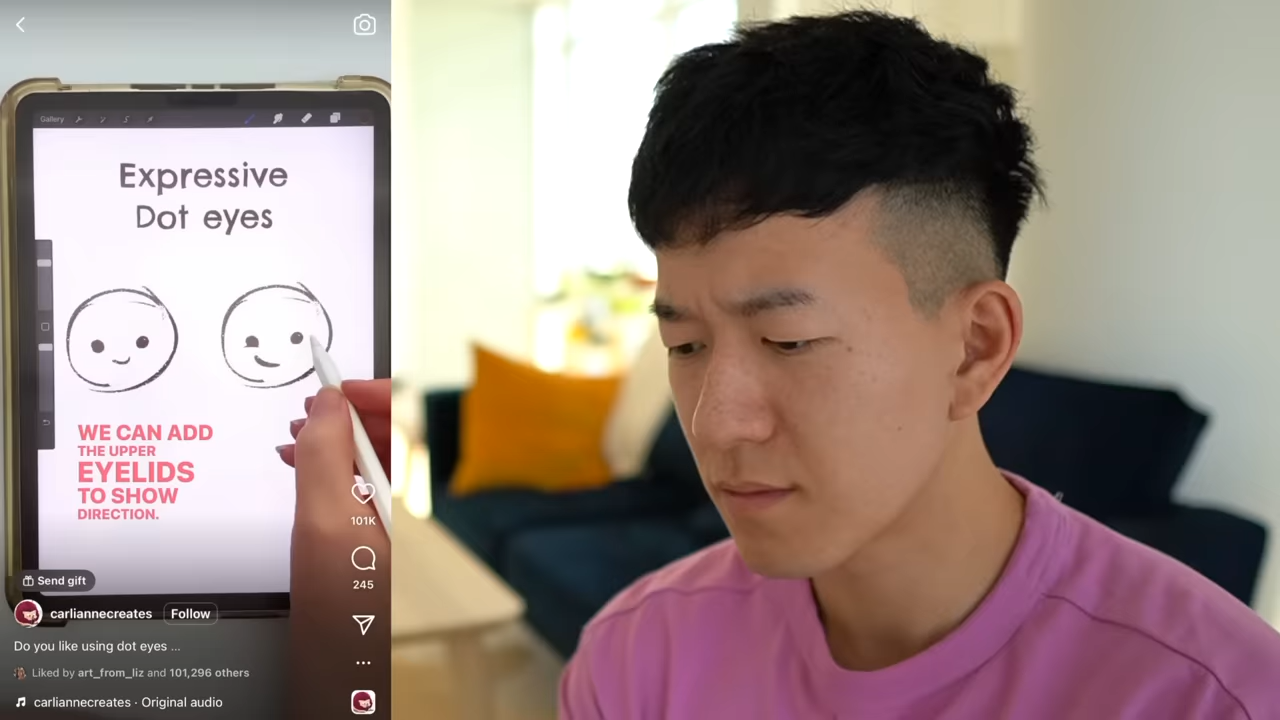 Gallery
Expressive
Dot eyes
WE CAN ADD
THE UPPER
EYELIDS
TO SHOW
DIRECTION.
101K
245
Send gift
carliannecreates Follow
Do you like using dot eyes ...
Liked by art_from_liz and 101,296 others
carliannecreates · Original audio